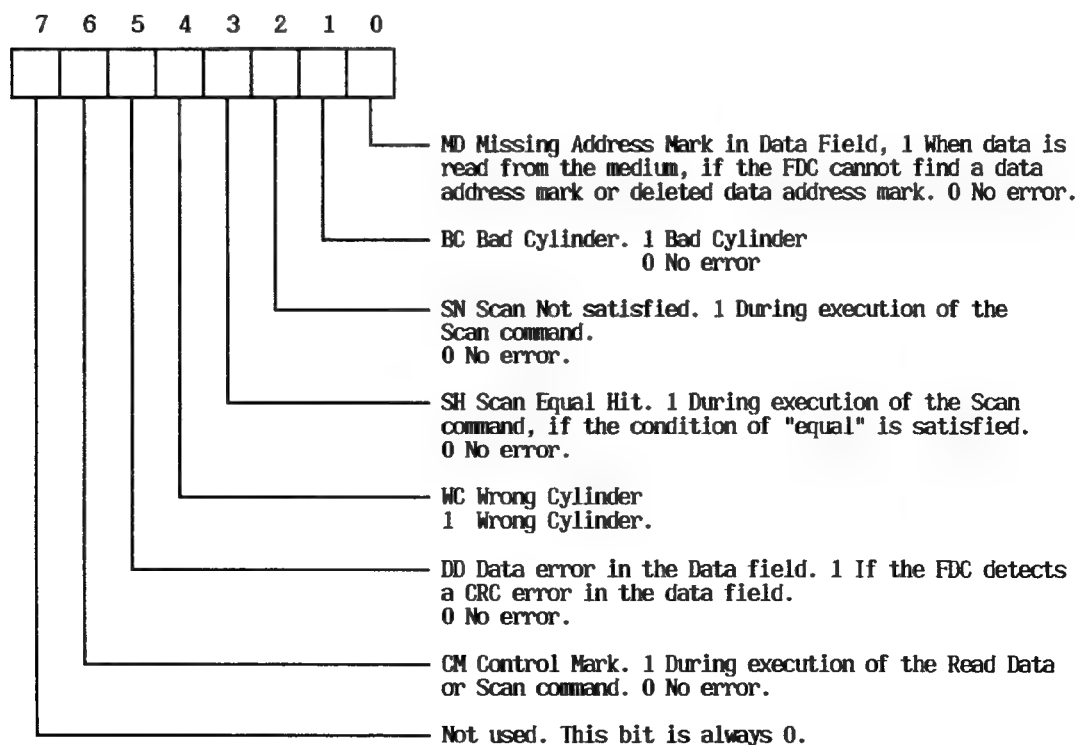 7 6 5 4 3 2 1 0
MD Missing Address Mark in Data Field, 1 When data is
read from the medium, if the FDC cannot find a data
address mark or deleted data address mark. 0 No error.
BC Bad Cylinder. 1 Bad Cylinder
0 No error
SN Scan Not satisfied. 1 During execution of the
Scan command.
0 No error.
SH Scan Equal Hit. 1 During execution of the Scan
command, if the condition of "equal" is satisfied.
0 No error.
WC Wrong Cylinder
1 Wrong Cylinder.
DD Data error in the Data field. 1 If the FDC detects
a CRC error in the data field.
0 No error.
CM Control Mark. 1 During execution of the Read Data
or Scan command. 0 No error.
Not used. This bit is always 0.